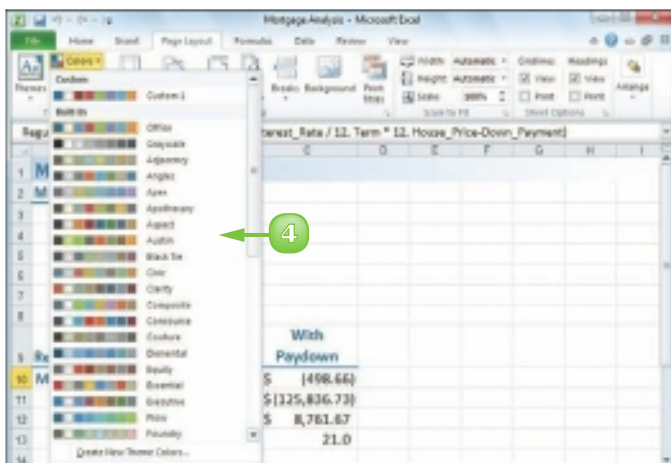 Mortgage Analysis - Microsoft Excel
File Home Insert Page Layout Formulas Data Review View
Colors
Themes
Breaks Background Print Titles
Width Automatic
Height Automatic
Scale 100%
Scale to Fit
Gridlines Headings
View View
Print Print
Sheet Options
Arrange
Custom
Custom 1
Built-In
Office
Grayscale
Adjacency
Angles
Apex
Apothecary
Aspect
Austin
Black Tie
Civic
Clarity
Composite
Concourse
Couture
Elemental
Equity
Essential
Executive
Flow
Foundry
Create New Theme Colors...
Regu
terest_Rate / 12, Term * 12, House_Price-Down_Payment)
C D E F G H I
1 M
2 M
3
4
4
5
6
7
8
With
9 Re Paydown
10 M $ (498.66)
11 $(125,836.73)
12 $ 8,761.67
13 21.0
14